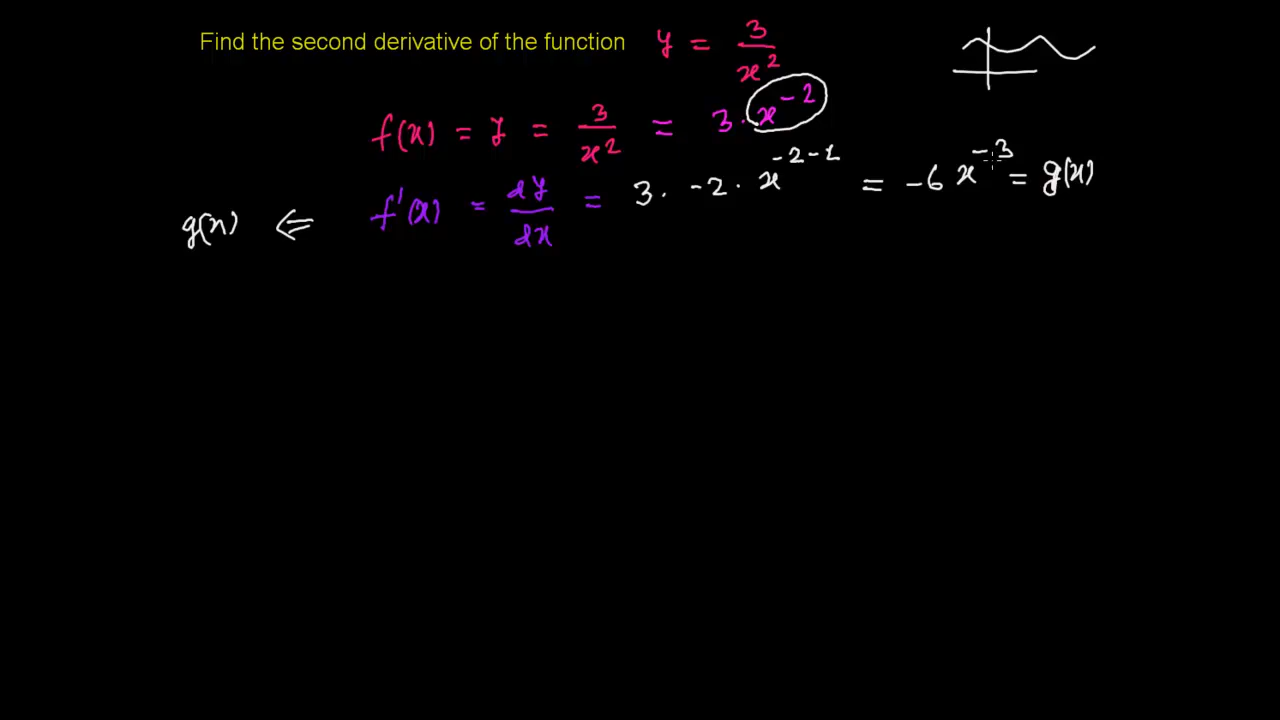 Find the second derivative of the function y = 3/x²
f(x) = y = 3/x² = 3 · x⁻²
g(x) ⇐ f'(x) = dy/dx = 3 · -2 · x⁻²⁻¹ = -6 x⁻³ = g(x)